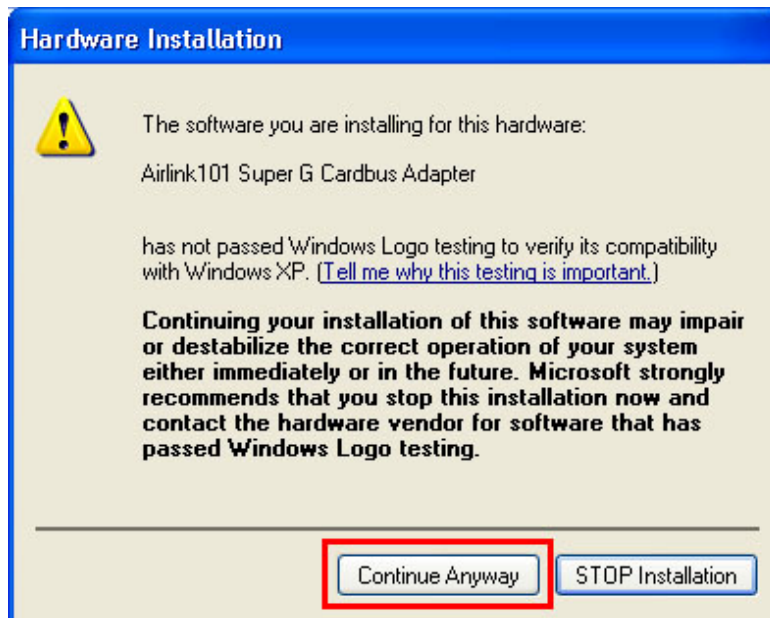 Hardware Installation
The software you are installing for this hardware:
Airlink101 Super G Cardbus Adapter
has not passed Windows Logo testing to verify its compatibility
with Windows XP. (Tell me why this testing is important.)
Continuing your installation of this software may impair
or destabilize the correct operation of your system
either immediately or in the future. Microsoft strongly
recommends that you stop this installation now and
contact the hardware vendor for software that has
passed Windows Logo testing.
Continue Anyway
STOP Installation